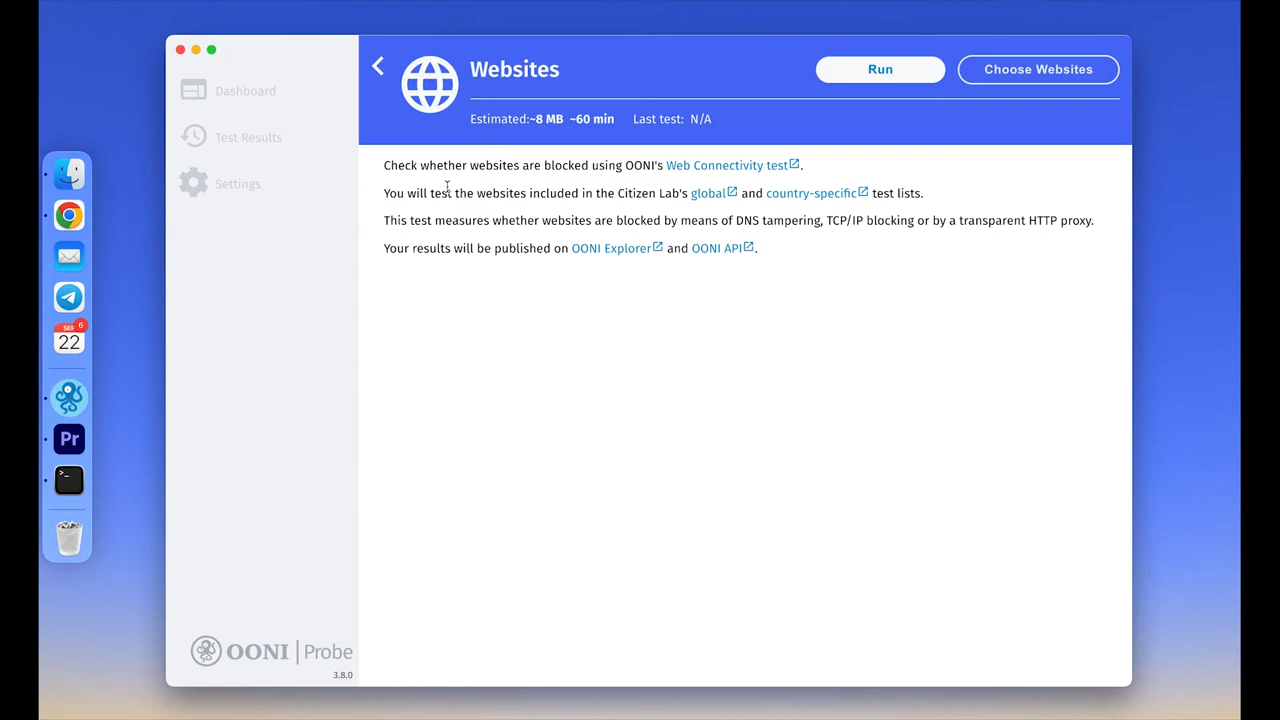 Websites
Run
Choose Websites
Estimated:~8 MB ~60 min Last test: N/A
Dashboard
Test Results
Settings
Check whether websites are blocked using OONI's Web Connectivity test.
You will test the websites included in the Citizen Lab's global and country-specific test lists.
This test measures whether websites are blocked by means of DNS tampering, TCP/IP blocking or by a transparent HTTP proxy.
Your results will be published on OONI Explorer and OONI API.
SEP 6
22
Pr
>_
OONI | Probe
3.8.0